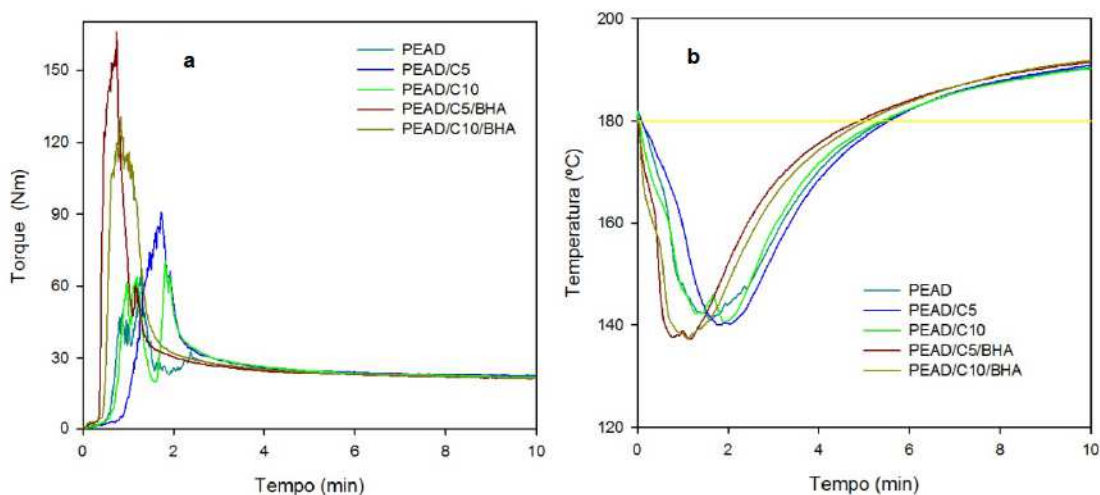 a
PEAD
PEAD/C5
PEAD/C10
PEAD/C5/BHA
PEAD/C10/BHA
150
120
90
60
30
0
Torque (Nm)
0 2 4 6 8 10
Tempo (min)
b
200
180
160
140
120
Temperatura (ºC)
PEAD
PEAD/C5
PEAD/C10
PEAD/C5/BHA
PEAD/C10/BHA
0 2 4 6 8 10
Tempo (min)